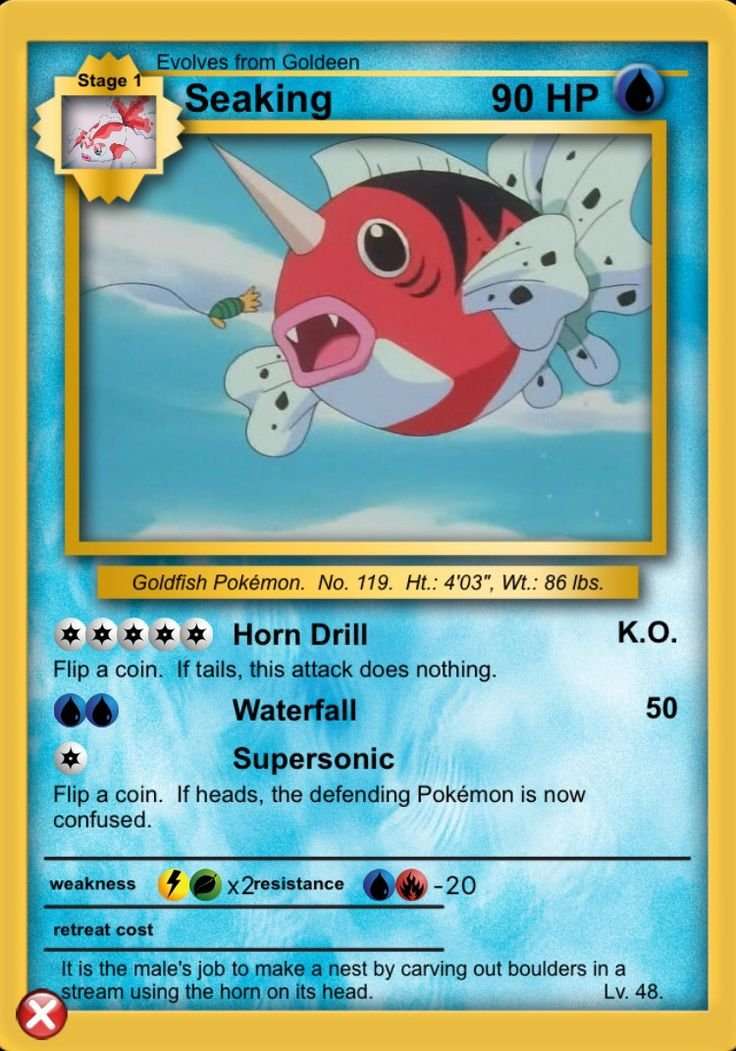 Evolves from Goldeen
Stage 1
Seaking 90 HP
Goldfish Pokémon. No. 119. Ht.: 4'03", Wt.: 86 lbs.
Horn Drill K.O.
Flip a coin. If tails, this attack does nothing.
Waterfall 50
Supersonic
Flip a coin. If heads, the defending Pokémon is now
confused.
weakness x2 resistance -20
retreat cost
It is the male's job to make a nest by carving out boulders in a
stream using the horn on its head. Lv. 48.